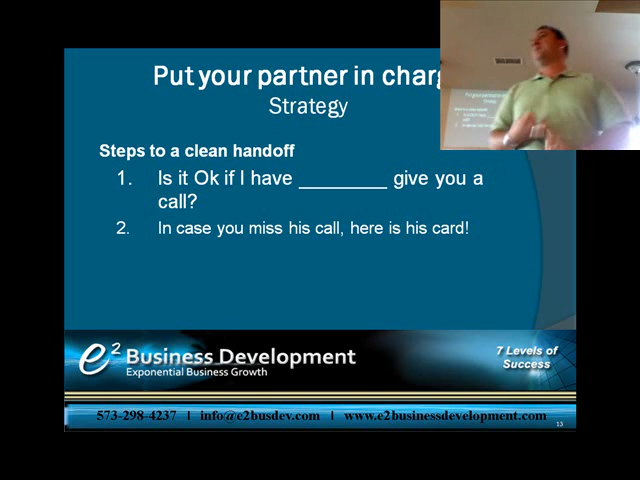 Put your partner in charg
Strategy
Steps to a clean handoff
1. Is it Ok if I have ________ give you a
call?
2. In case you miss his call, here is his card!
e2 Business Development
Exponential Business Growth
7 Levels of
Success
573-298-4237 | info@e2busdev.com | www.e2businessdevelopment.com
13